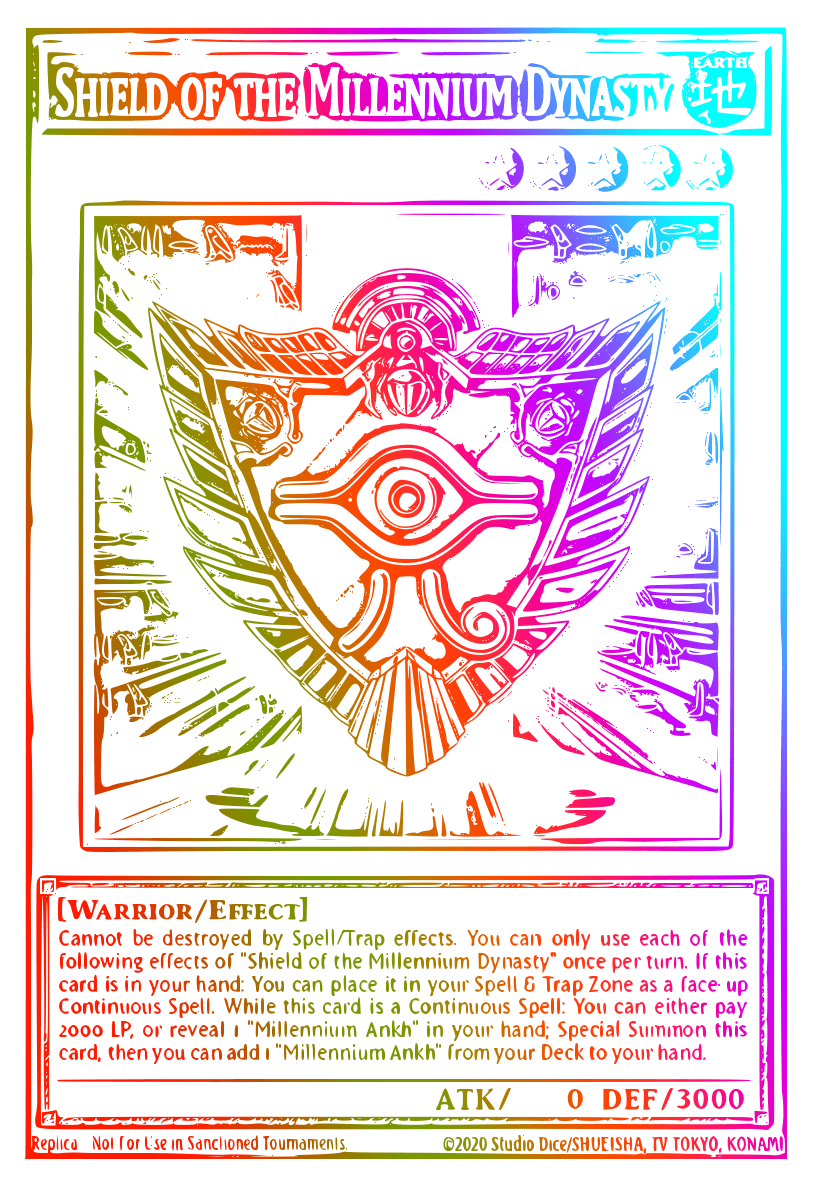 SHIELD OF THE MILLENNIUM DYNASTY
EARTH
地
[WARRIOR/EFFECT]
Cannot be destroyed by Spell/Trap effects. You can only use each of the
following effects of "Shield of the Millennium Dynasty" once per turn. If this
card is in your hand: You can place it in your Spell & Trap Zone as a face-up
Continuous Spell. While this card is a Continuous Spell: You can either pay
2000 LP, or reveal 1 "Millennium Ankh" in your hand; Special Summon this
card, then you can add 1 "Millennium Ankh" from your Deck to your hand.
ATK/ 0 DEF/3000
Replica Not For Use in Sanctioned Tournaments.
©2020 Studio Dice/SHUEISHA, TV TOKYO, KONAMI